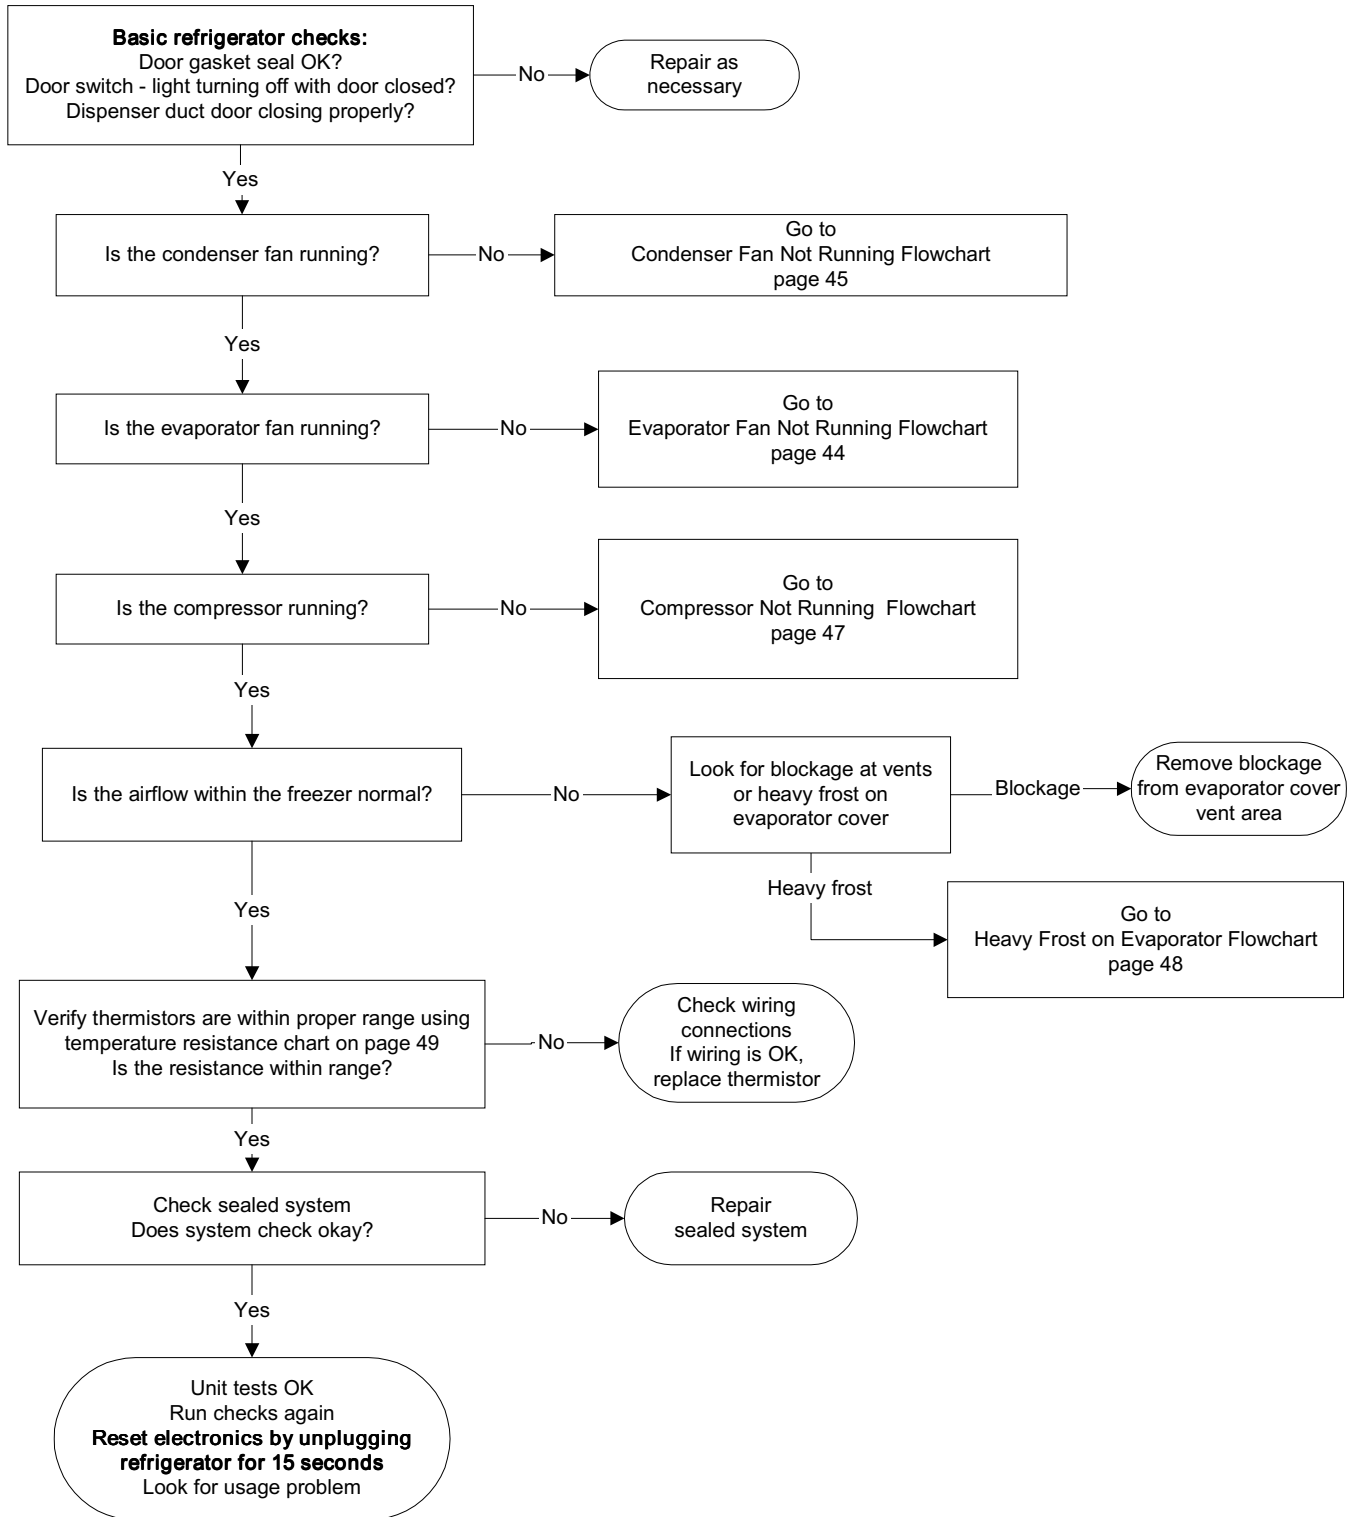 Basic refrigerator checks:
Door gasket seal OK?
Door switch - light turning off with door closed?
Dispenser duct door closing properly?
No
Repair as
necessary
Yes
Is the condenser fan running?
No
Go to
Condenser Fan Not Running Flowchart
page 45
Yes
Is the evaporator fan running?
No
Go to
Evaporator Fan Not Running Flowchart
page 44
Yes
Is the compressor running?
No
Go to
Compressor Not Running  Flowchart
page 47
Yes
Is the airflow within the freezer normal?
No
Look for blockage at vents
or heavy frost on
evaporator cover
Blockage
Remove blockage
from evaporator cover
vent area
Heavy frost
Go to
Heavy Frost on Evaporator Flowchart
page 48
Yes
Verify thermistors are within proper range using
temperature resistance chart on page 49
Is the resistance within range?
No
Check wiring
connections
If wiring is OK,
replace thermistor
Yes
Check sealed system
Does system check okay?
No
Repair
sealed system
Yes
Unit tests OK
Run checks again
Reset electronics by unplugging
refrigerator for 15 seconds
Look for usage problem